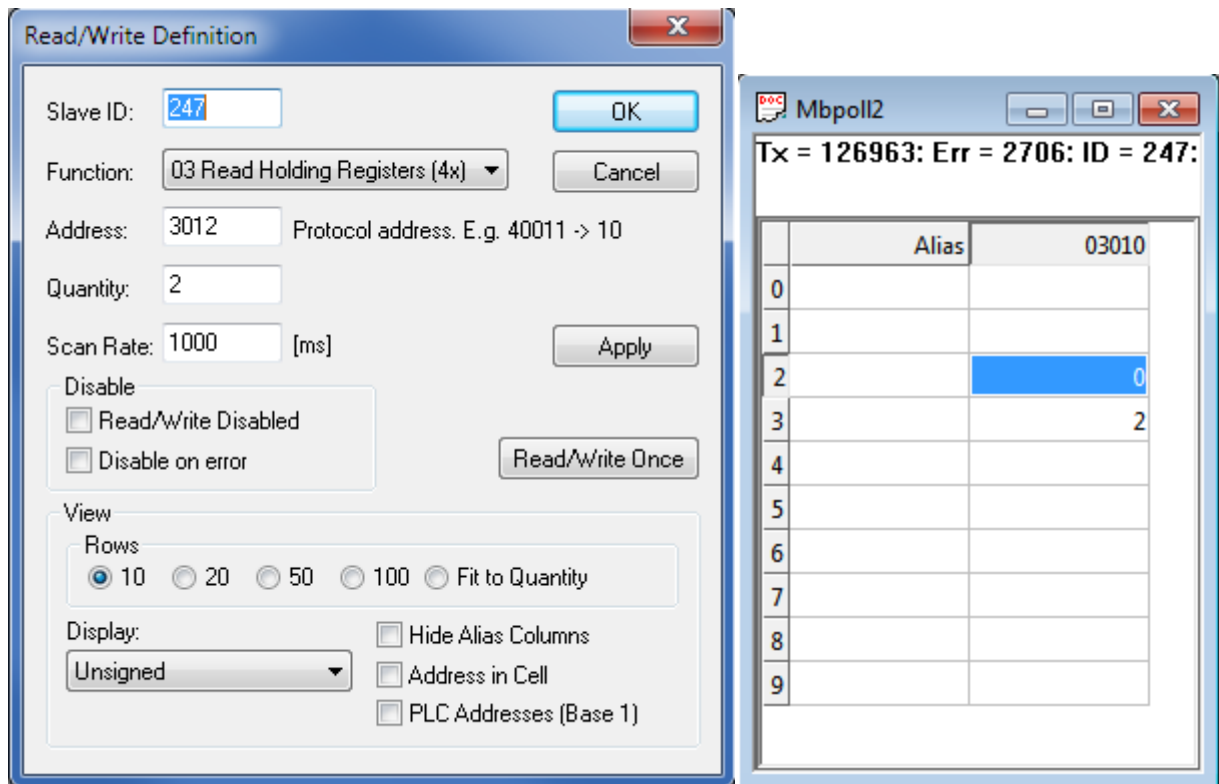 Read/Write Definition
Slave ID: 247 OK
Function: 03 Read Holding Registers (4x) Cancel
Address: 3012 Protocol address. E.g. 40011 -> 10
Quantity: 2
Scan Rate: 1000 [ms] Apply
Disable
Read/Write Disabled
Disable on error Read/Write Once
View
Rows
10 20 50 100 Fit to Quantity
Display: Hide Alias Columns
Unsigned Address in Cell
PLC Addresses (Base 1)
DOC Mbpoll2
Tx = 126963: Err = 2706: ID = 247:
Alias 03010
0
1
2 0
3 2
4
5
6
7
8
9